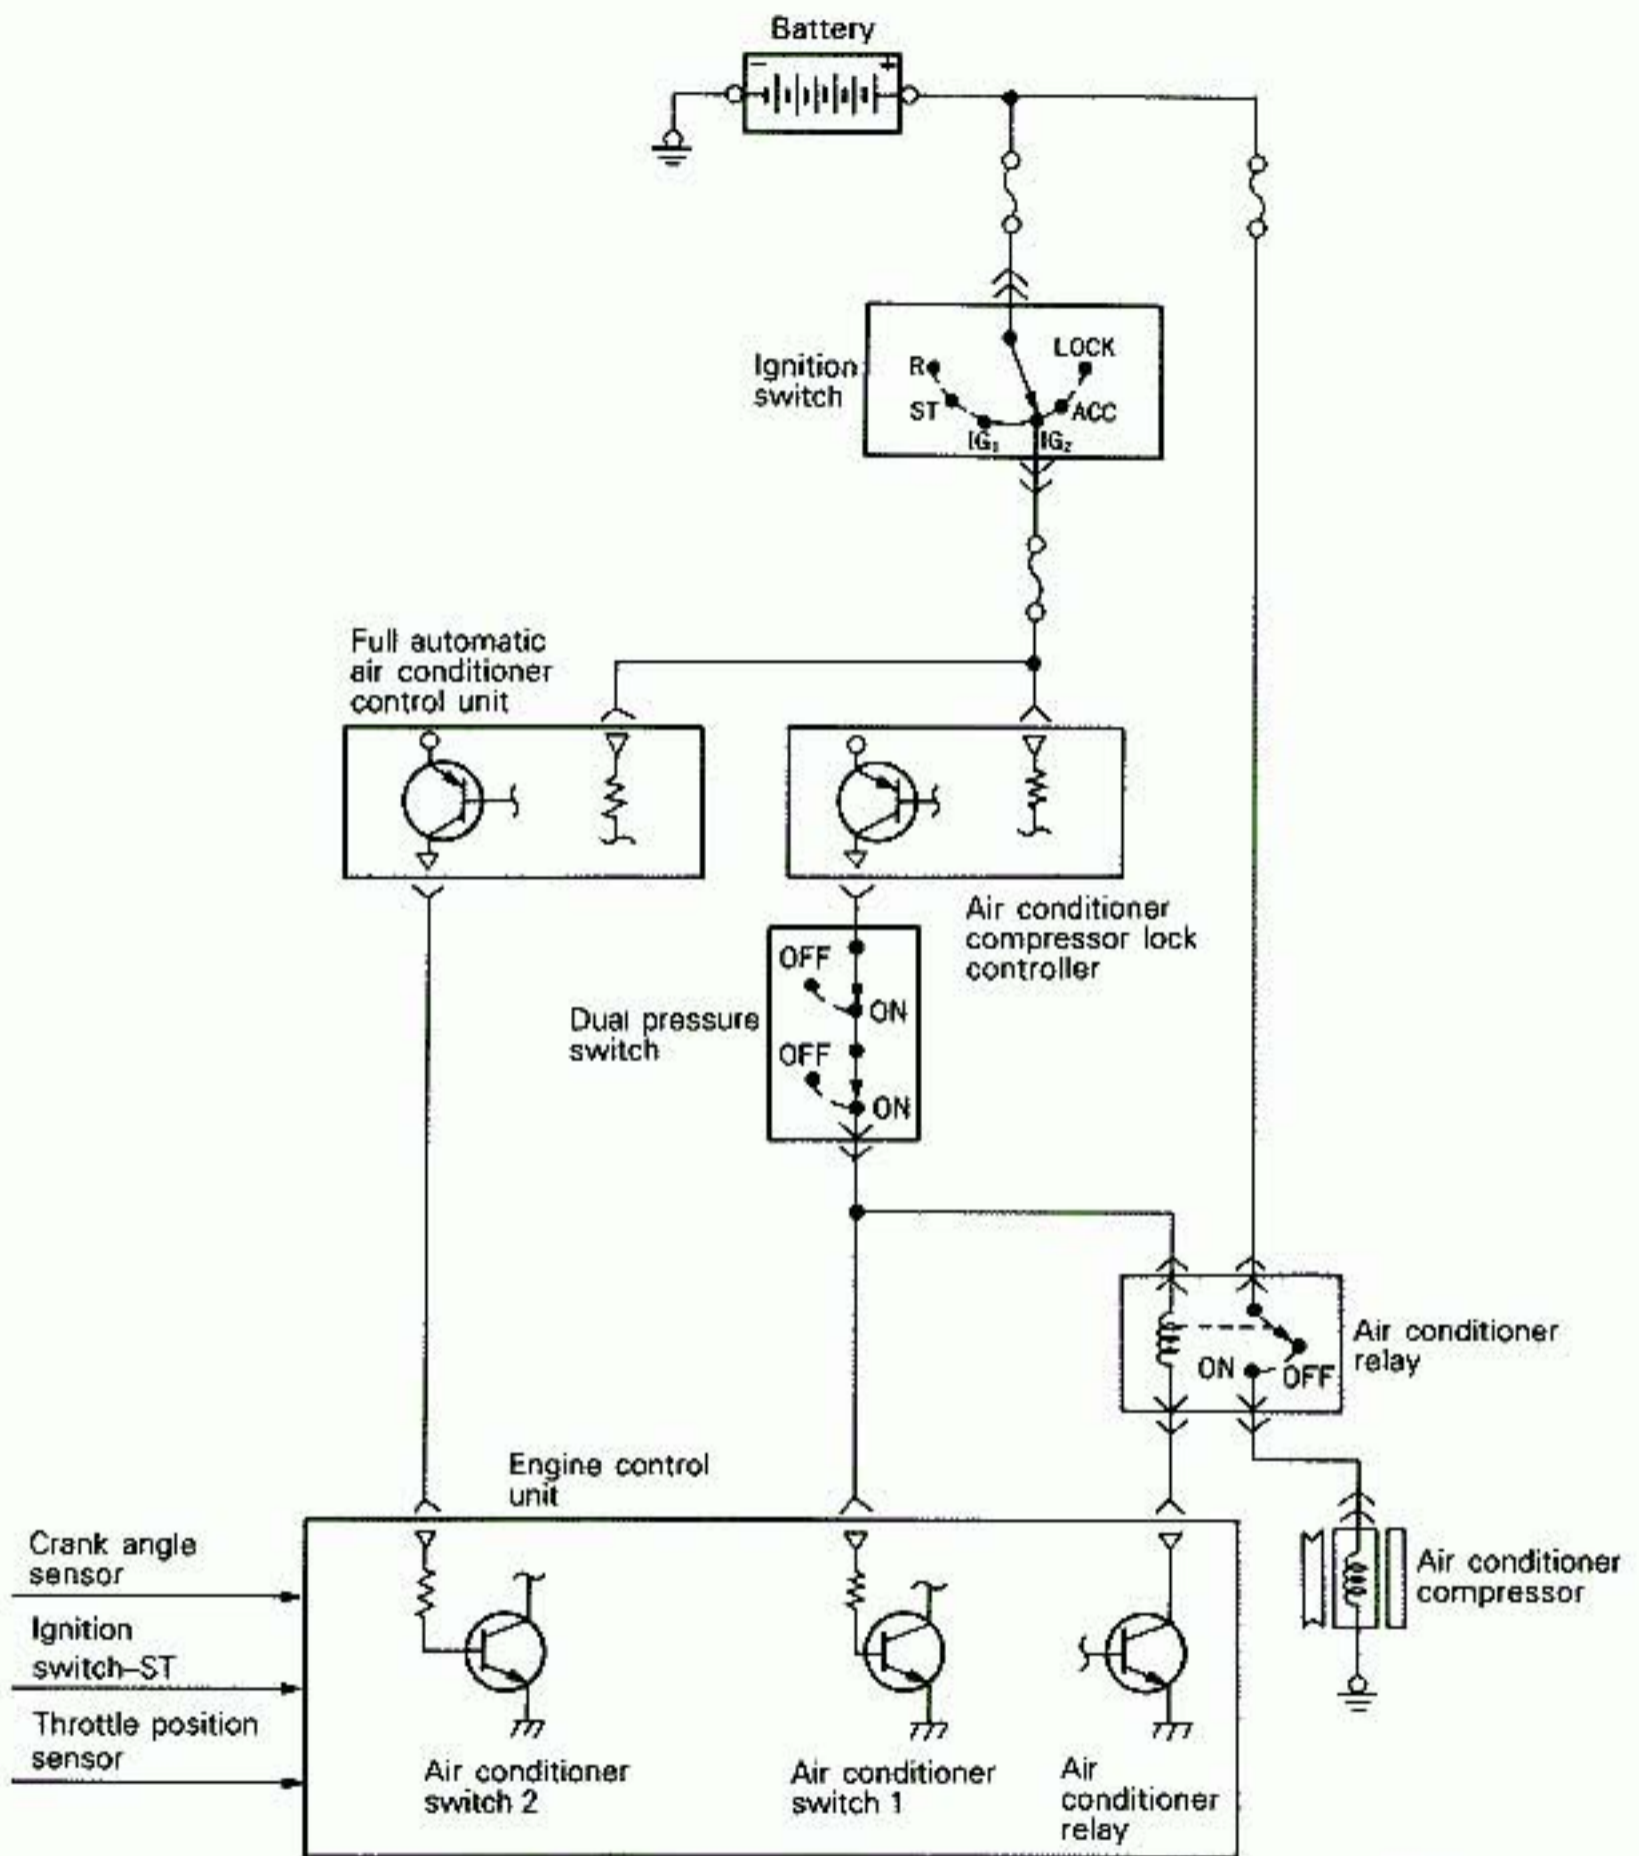 Battery
− +
Ignition
switch
LOCK
R
ST
ACC
IG₁ IG₂
Full automatic
air conditioner
control unit
Air conditioner
compressor lock
controller
OFF
ON
Dual pressure
switch
OFF
ON
Air conditioner
relay
ON OFF
Engine control
unit
Crank angle
sensor
Ignition
switch–ST
Throttle position
sensor
Air conditioner
compressor
Air conditioner
switch 2
Air conditioner
switch 1
Air
conditioner
relay